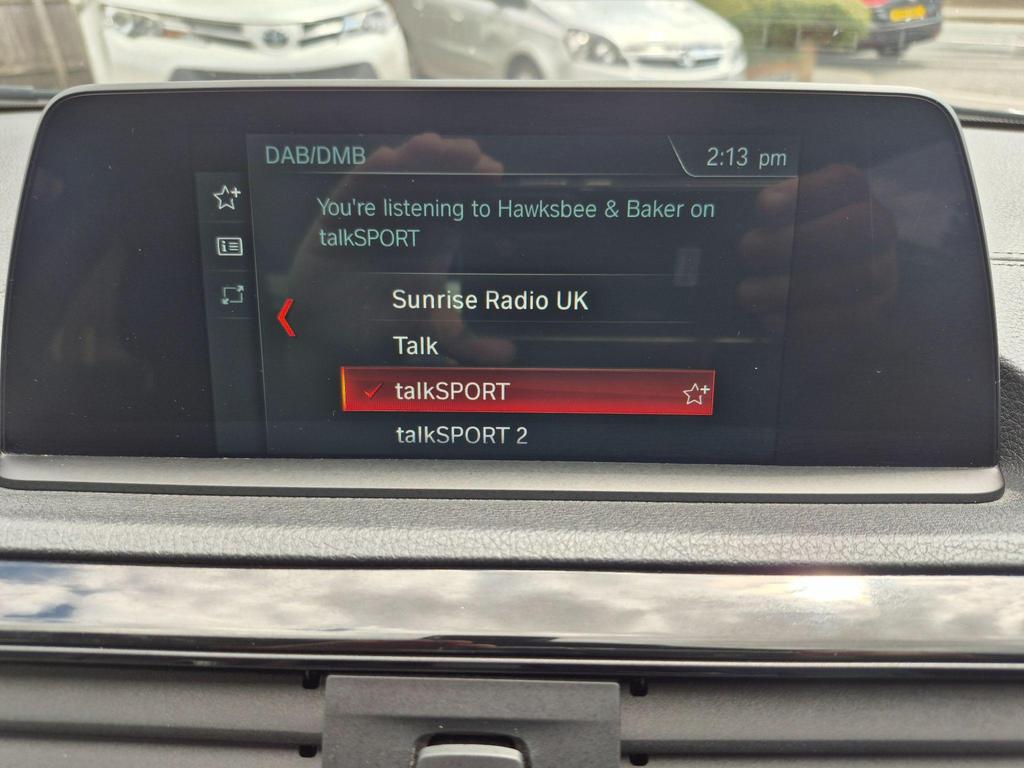 DAB/DMB
2:13 pm
You're listening to Hawksbee & Baker on
talkSPORT
Sunrise Radio UK
Talk
talkSPORT
talkSPORT 2